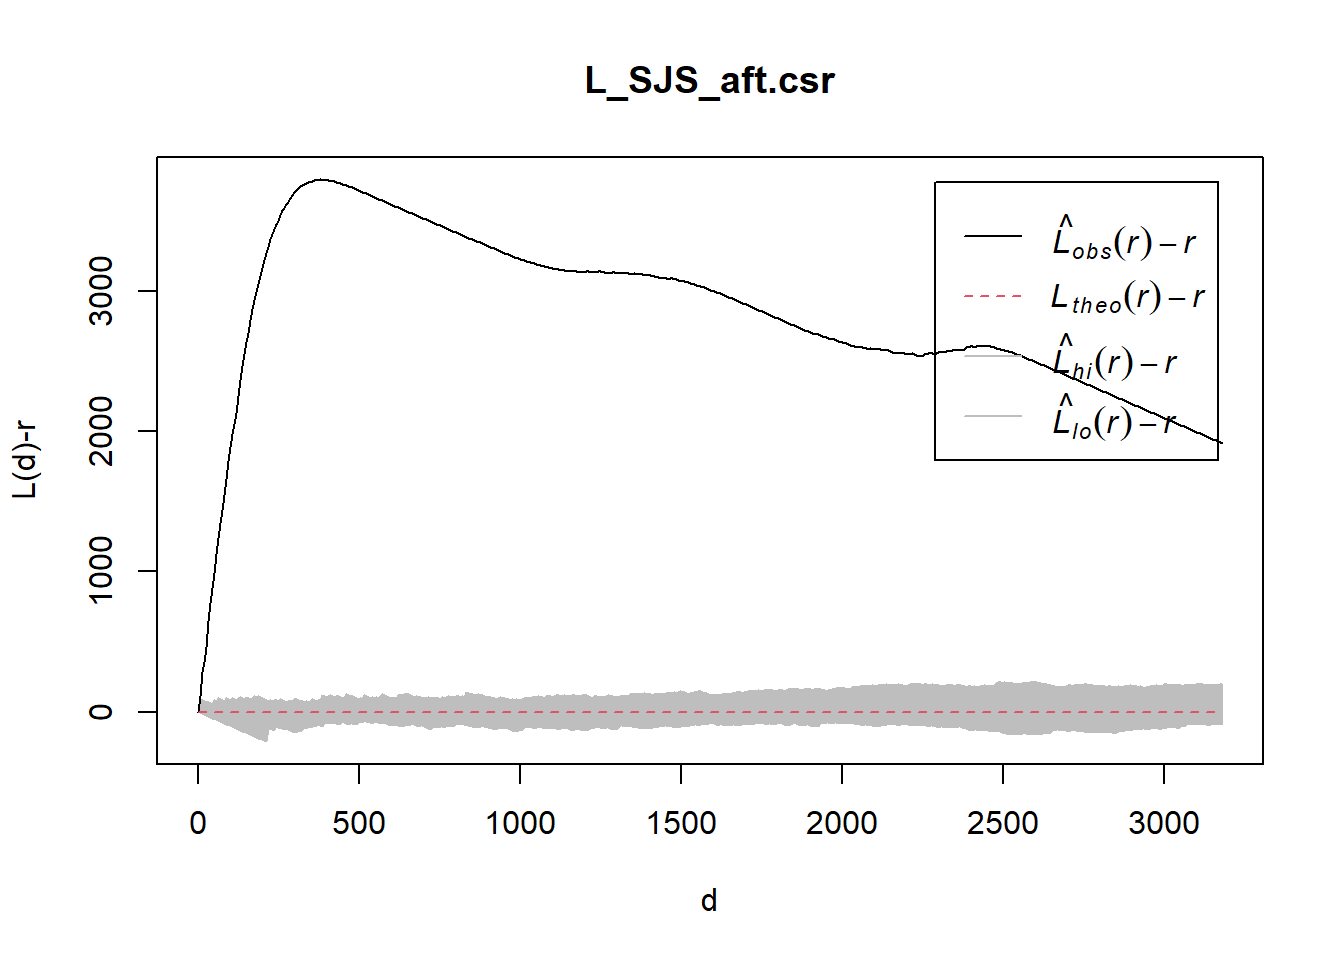 L_SJS_aft.csr
L̂obs(r) − r
Ltheo(r) − r
L̂hi(r) − r
L̂lo(r) − r
L(d)-r
3000
2000
1000
0
0 500 1000 1500 2000 2500 3000
d